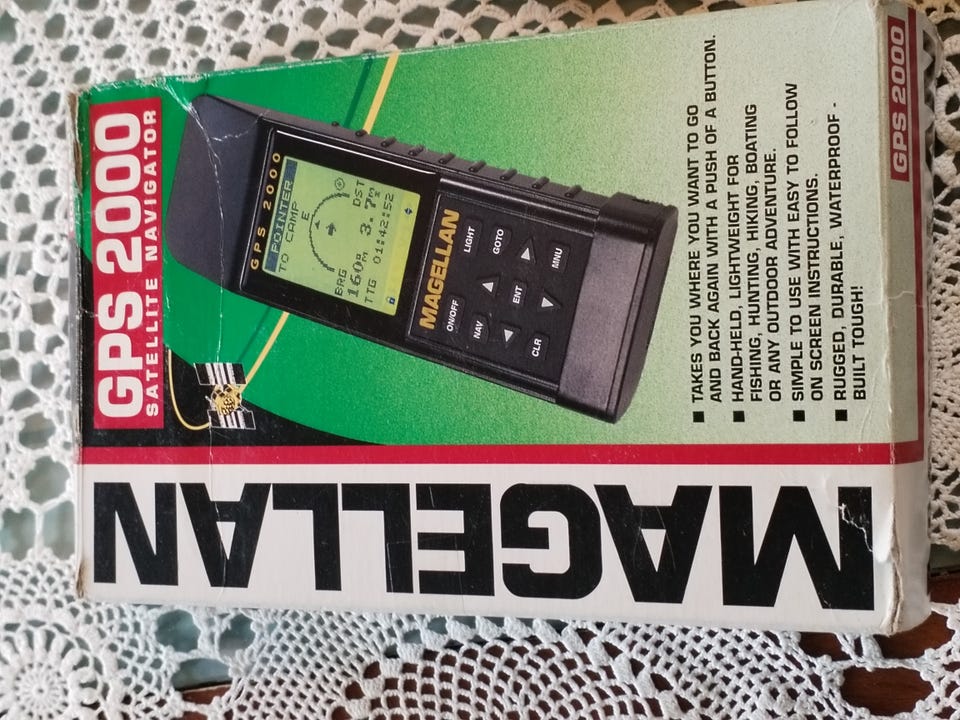 MAGELLAN
GPS 2000
SATELLITE NAVIGATOR
GPS 2000
POINTER
TO CAMP
E
BRG
DST
160°M
3.7M
TTG 01:42:52
MAGELLAN
ON/OFF
LIGHT
NAV
GOTO
ENT
CLR
MNU
■ TAKES YOU WHERE YOU WANT TO GO
AND BACK AGAIN WITH A PUSH OF A BUTTON.
■ HAND-HELD, LIGHTWEIGHT FOR
FISHING, HUNTING, HIKING, BOATING
OR ANY OUTDOOR ADVENTURE.
■ SIMPLE TO USE WITH EASY TO FOLLOW
ON SCREEN INSTRUCTIONS.
■ RUGGED, DURABLE, WATERPROOF -
BUILT TOUGH!
GPS 2000